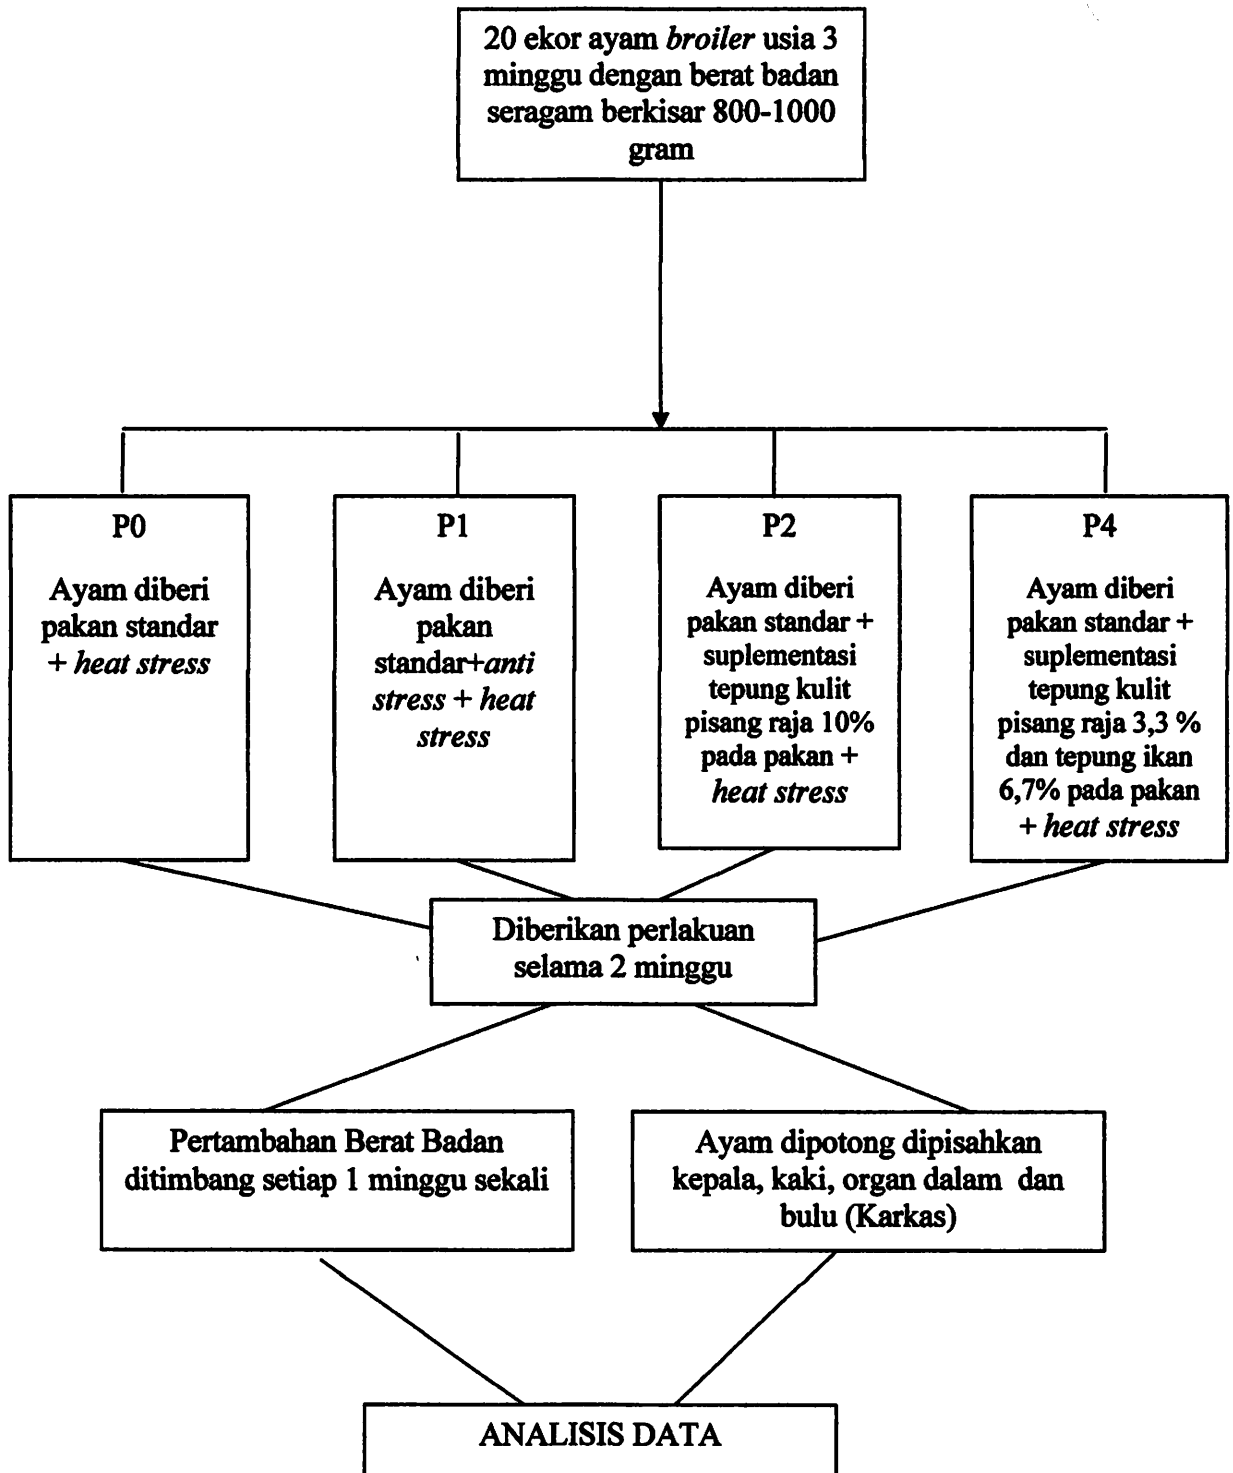 20 ekor ayam broiler usia 3
minggu dengan berat badan
seragam berkisar 800-1000
gram
P0
Ayam diberi
pakan standar
+ heat stress
P1
Ayam diberi
pakan
standar+anti
stress + heat
stress
P2
Ayam diberi
pakan standar +
suplementasi
tepung kulit
pisang raja 10%
pada pakan +
heat stress
P4
Ayam diberi
pakan standar +
suplementasi
tepung kulit
pisang raja 3,3 %
dan tepung ikan
6,7% pada pakan
+ heat stress
Diberikan perlakuan
selama 2 minggu
Pertambahan Berat Badan
ditimbang setiap 1 minggu sekali
Ayam dipotong dipisahkan
kepala, kaki, organ dalam dan
bulu (Karkas)
ANALISIS DATA